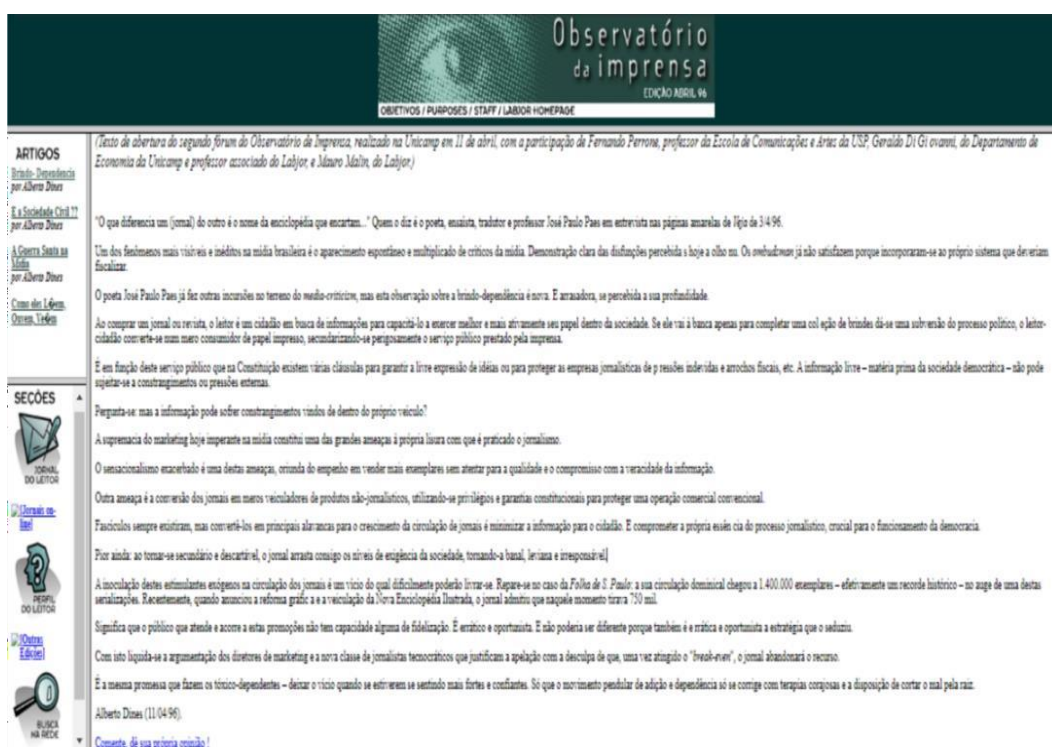 Observatório
da imprensa
EDIÇÃO ABRIL 96
OBJETIVOS / PURPOSES / STAFF / LABJOR HOMEPAGE
ARTIGOS
Brindo- Dependencia
por Alberto Dines
E a Sociedade Civil ??
por Alberto Dines
A Guerra Santa na
Mídia
por Alberto Dines
Como eles L�em,
Ouvem, Ve�em
SEÇÕES
JORNAL
DO LEITOR
[Jornais on-
line]
PERFIL
DO LEITOR
[Outras
Edições]
BUSCA
NA REDE
(Texto de abertura do segundo fórum do Observatório de Imprensa, realizado na Unicamp em 11 de abril, com a participação de Fernando Perrone, professor da Escola de Comunicações e Artes da USP, Geraldo Di Gi ovanni, do Departamento de
Economia da Unicamp e professor associado do Labjor, e Mauro Malin, do Labjor.)
"O que diferencia um (jornal) do outro é o nome da enciclopédia que encartam..." Quem o diz é o poeta, ensaísta, tradutor e professor José Paulo Paes em entrevista nas páginas amarelas de Veja de 3/4/96.
Um dos fenômenos mais visíveis e inéditos na mídia brasileira é o aparecimento espontâneo e multiplicado de críticos da mídia. Demonstração clara das disfunções percebida s hoje a olho nu. Os ombudsman já não satisfazem porque incorporaram-se ao próprio sistema que deveriam
fiscalizar.
O poeta José Paulo Paes já fez outras incursões no terreno do media-criticism, mas esta observação sobre a brindo-dependência é nova. E arrasadora, se percebida a sua profundidade.
Ao comprar um jornal ou revista, o leitor é um cidadão em busca de informações para capacitá-lo a exercer melhor e mais ativamente seu papel dentro da sociedade. Se ele vai à banca apenas para completar uma col eção de brindes dá-se uma subversão do processo político, o leitor-
cidadão converte-se num mero consumidor de papel impresso, secundarizando-se perigosamente o serviço público prestado pela imprensa.
É em função deste serviço público que na Constituição existem várias cláusulas para garantir a livre expressão de idéias ou para proteger as empresas jornalísticas de p ressões indevidas e arrochos fiscais, etc. A informação livre – matéria prima da sociedade democrática – não pode
sujeitar-se a constrangimentos ou pressões externas.
Pergunta-se: mas a informação pode sofrer constrangimentos vindos de dentro do próprio veículo?
A supremacia do marketing hoje imperante na mídia constitui uma das grandes ameaças à própria lisura com que é praticado o jornalismo.
O sensacionalismo exacerbado é uma destas ameaças, oriunda do empenho em vender mais exemplares sem atentar para a qualidade e o compromisso com a veracidade da informação.
Outra ameaça é a conversão dos jornais em meros veiculadores de produtos não-jornalísticos, utilizando-se privilégios e garantias constitucionais para proteger uma operação comercial convencional.
Fascículos sempre existiram, mas convertê-los em principais alavancas para o crescimento da circulação de jornais é minimizar a informação para o cidadão. E comprometer a própria essên cia do processo jornalístico, crucial para o funcionamento da democracia.
Pior ainda: ao tornar-se secundário e descartável, o jornal arrasta consigo os níveis de exigência da sociedade, tornando-a banal, leviana e irresponsável.
A inoculação destes estimulantes exógenos na circulação dos jornais é um vício do qual dificilmente poderão livrar-se. Repare-se no caso da Folha de S. Paulo: a sua circulação dominical chegou a 1.400.000 exemplares – efetivamente um recorde histórico – no auge de uma destas
serializações. Recentemente, quando anunciou a reforma gráfic a e a veiculação da Nova Enciclopédia Ilustrada, o jornal admitiu que naquele momento tirava 750 mil.
Significa que o público que atende e acorre a estas promoções não tem capacidade alguma de fidelização. É errático e oportunista. E não poderia ser diferente porque também é e rrática e oportunista a estratégia que o seduziu.
Com isto liquida-se a argumentação dos diretores de marketing e a nova classe de jornalistas tecnocráticos que justificam a apelação com a desculpa de que, uma vez atingido o "break-even", o jornal abandonará o recurso.
É a mesma promessa que fazem os tóxico-dependentes – deixar o vício quando se estiverem se sentindo mais fortes e confiantes. Só que o movimento pendular de adição e dependência só se corrige com terapias corajosas e a disposição de cortar o mal pela raiz.
Alberto Dines (11/04/96).
Comente, dê sua própria opinião !